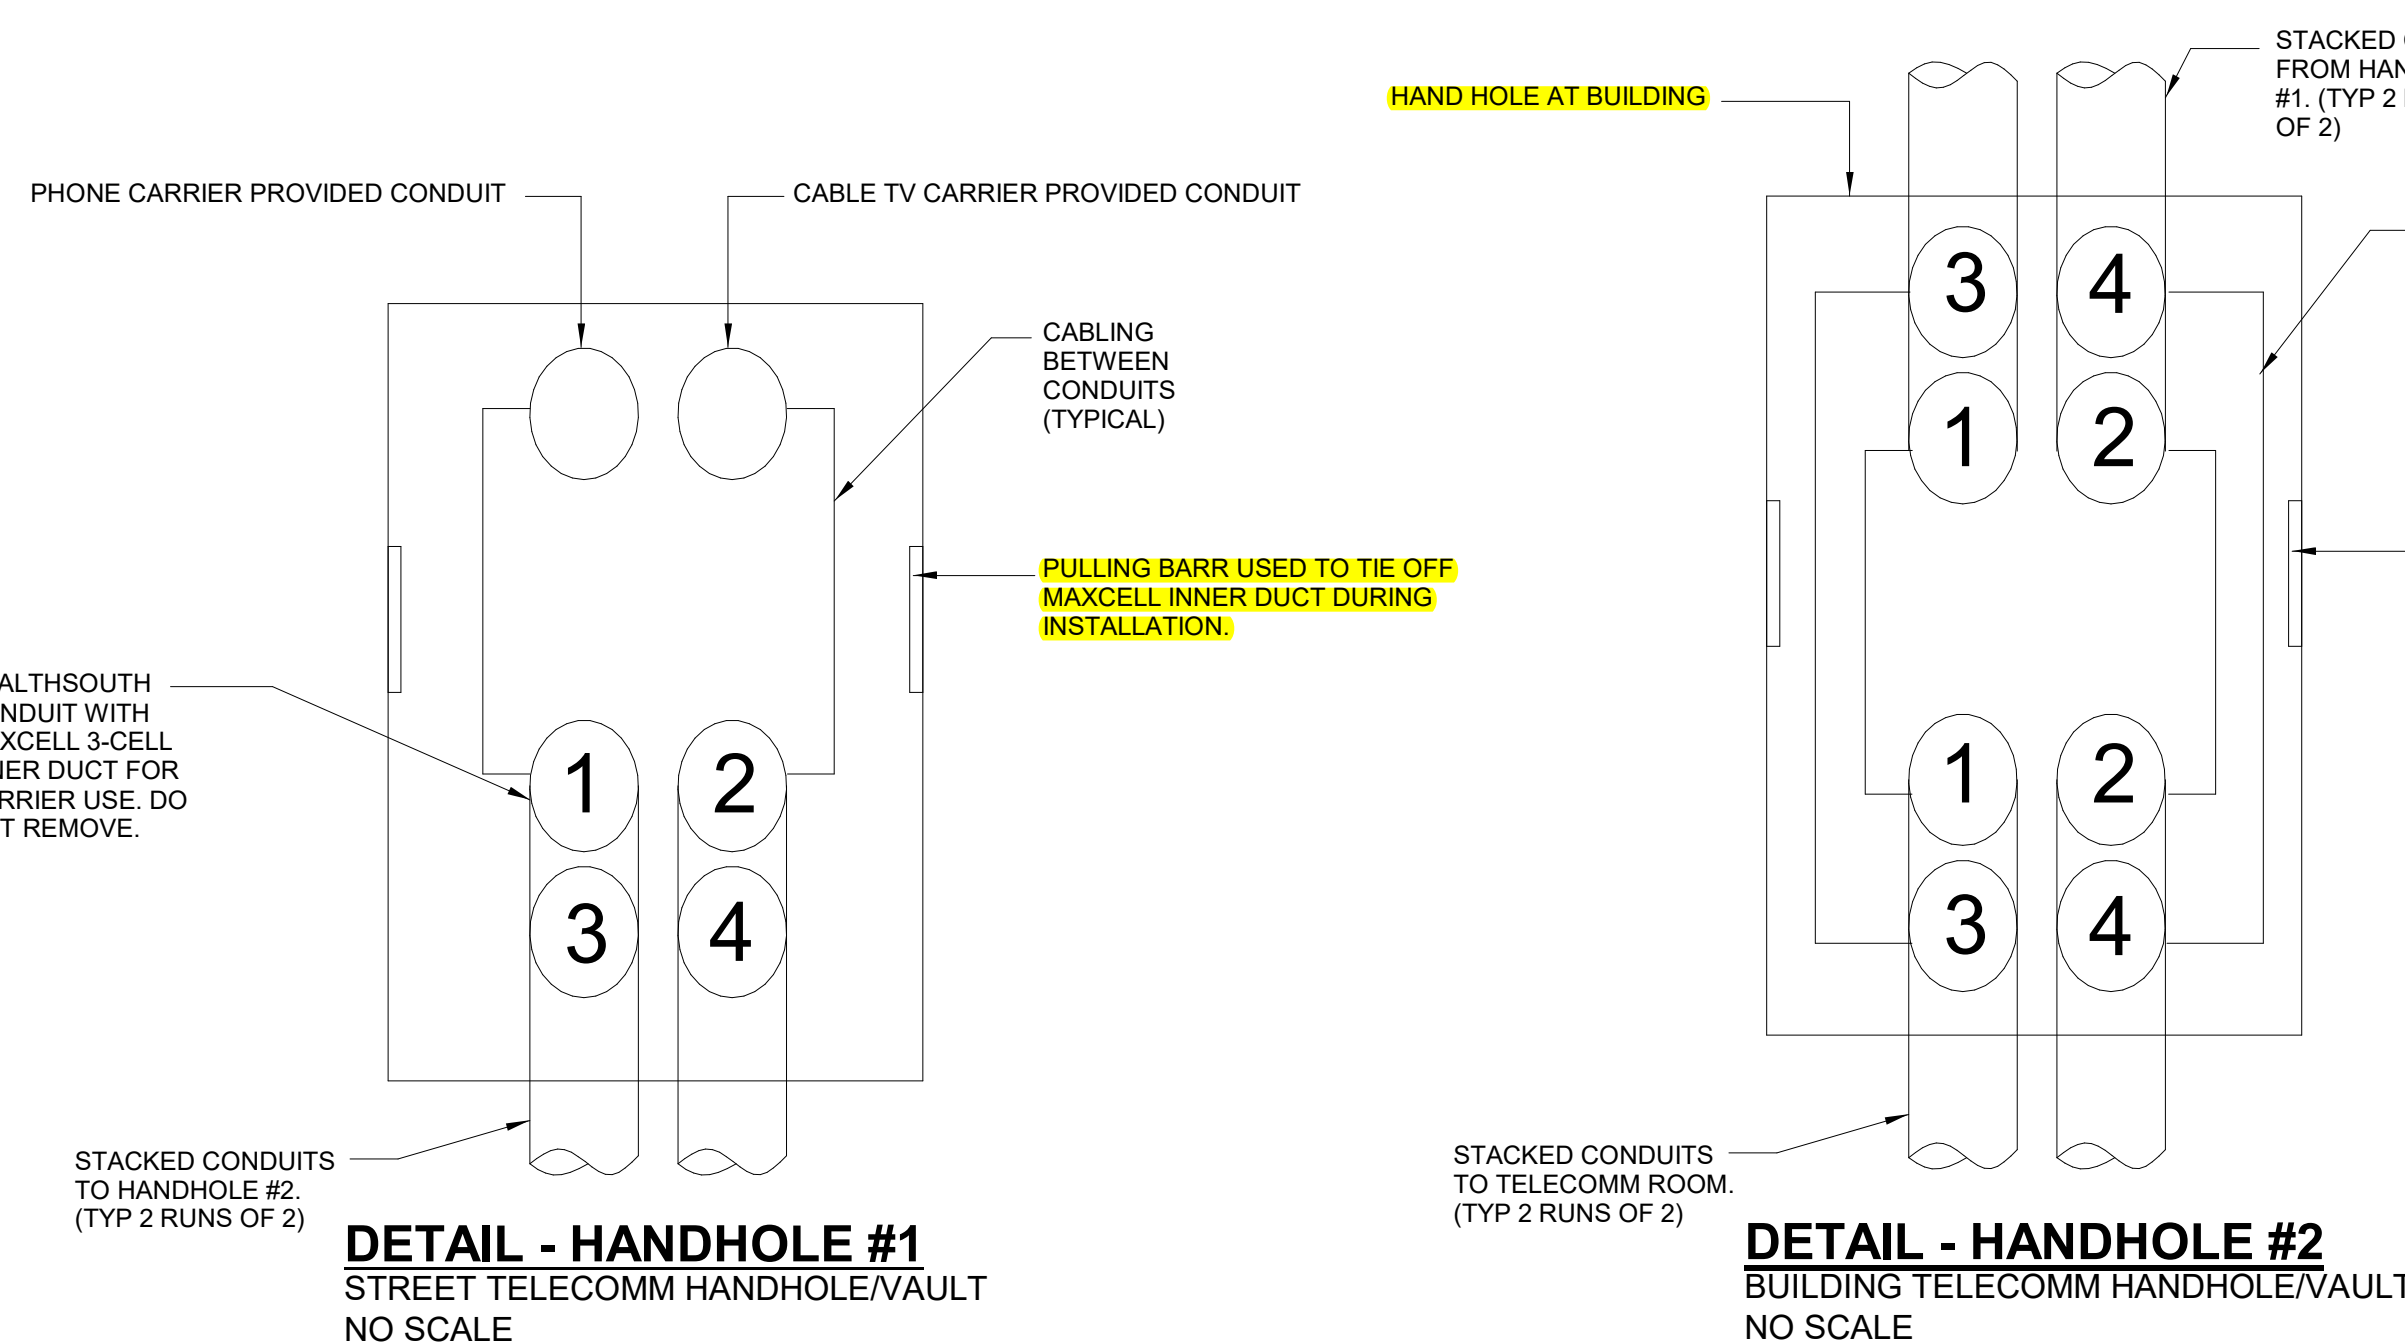 PHONE CARRIER PROVIDED CONDUIT
CABLE TV CARRIER PROVIDED CONDUIT
CABLING
BETWEEN
CONDUITS
(TYPICAL)
PULLING BARR USED TO TIE OFF
MAXCELL INNER DUCT DURING
INSTALLATION.
ALTHSOUTH
NDUIT WITH
XCELL 3-CELL
NER DUCT FOR
RRIER USE. DO
T REMOVE.
1
2
3
4
STACKED CONDUITS
TO HANDHOLE #2.
(TYP 2 RUNS OF 2)
DETAIL - HANDHOLE #1
STREET TELECOMM HANDHOLE/VAULT
NO SCALE
HAND HOLE AT BUILDING
STACKED
FROM HAN
#1. (TYP 2
OF 2)
3
4
1
2
1
2
3
4
STACKED CONDUITS
TO TELECOMM ROOM.
(TYP 2 RUNS OF 2)
DETAIL - HANDHOLE #2
BUILDING TELECOMM HANDHOLE/VAULT
NO SCALE